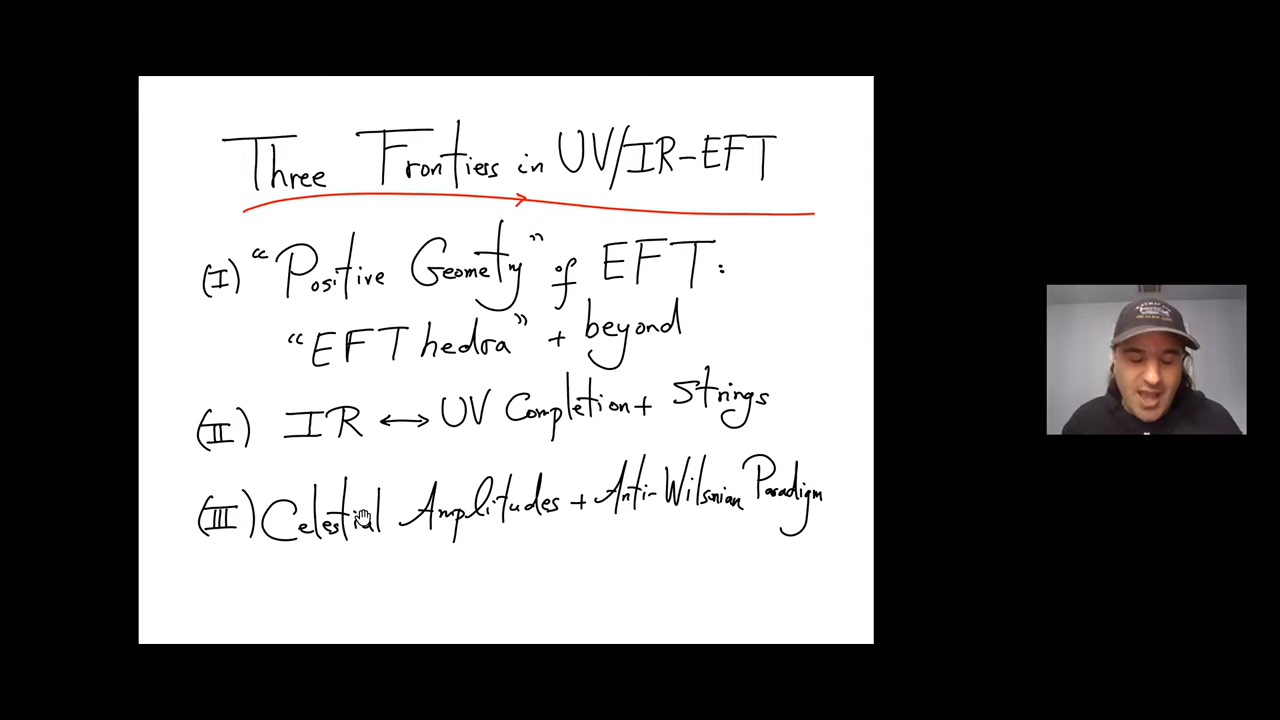 Three Frontiers in UV/IR-EFT
(I) "Positive Geometry" of EFT:
"EFThedra" + beyond
(II) IR ↔ UV Completion + Strings
(III) Celestial Amplitudes + Anti-Wilsonian Paradigm